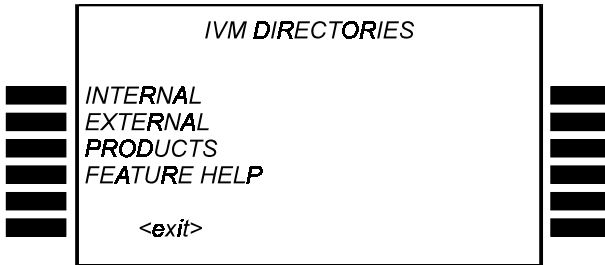 IVM DIRECTORIES
INTERNAL
EXTERNAL
PRODUCTS
FEATURE HELP
<exit>